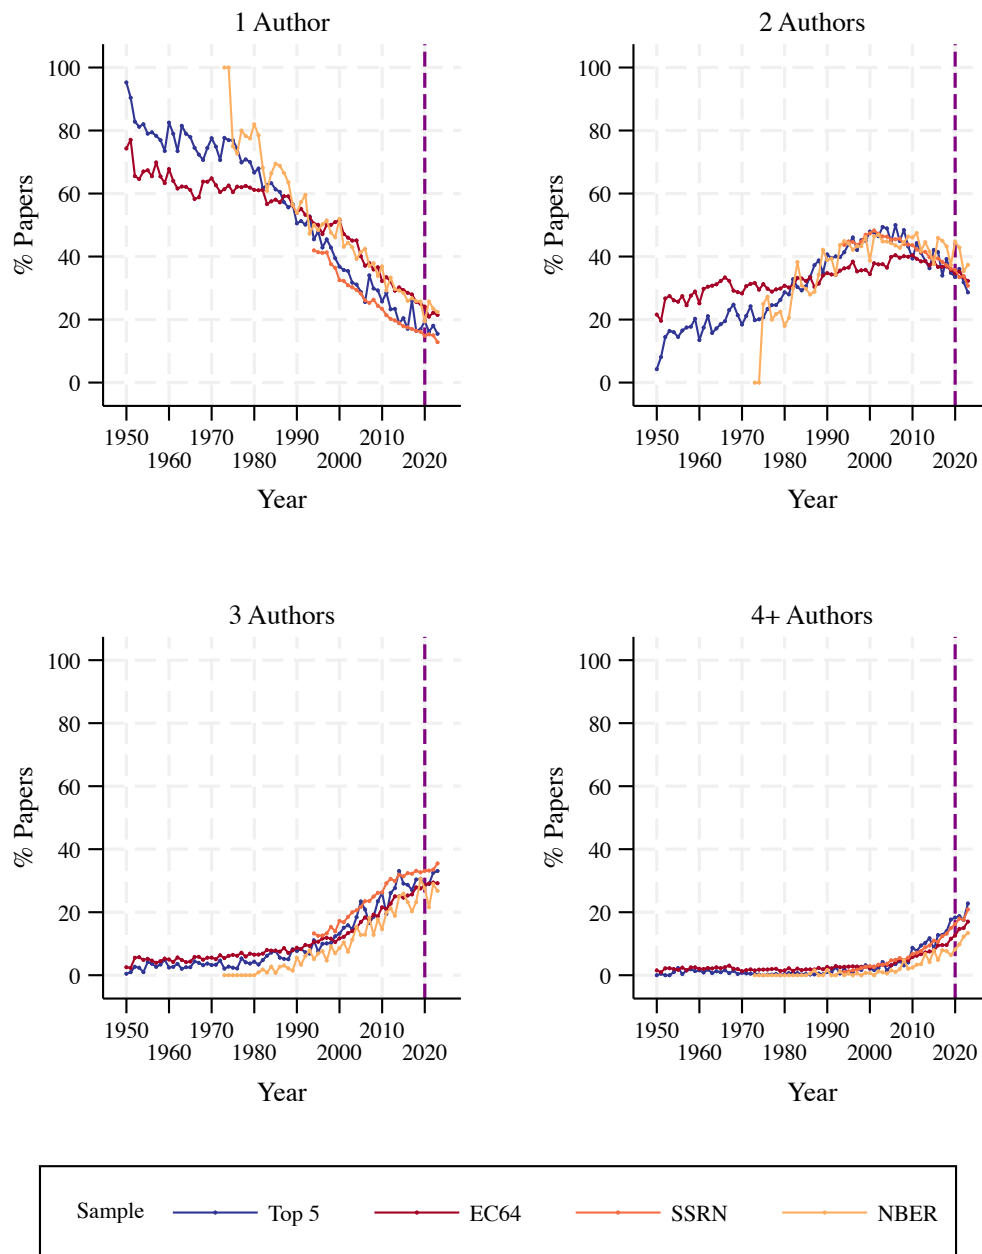 1 Author
2 Authors
% Papers
100
80
60
40
20
0
1950 1970 1990 2010
1960 1980 2000 2020
Year
% Papers
100
80
60
40
20
0
1950 1970 1990 2010
1960 1980 2000 2020
Year
3 Authors
4+ Authors
% Papers
100
80
60
40
20
0
1950 1970 1990 2010
1960 1980 2000 2020
Year
% Papers
100
80
60
40
20
0
1950 1970 1990 2010
1960 1980 2000 2020
Year
Sample Top 5 EC64 SSRN NBER